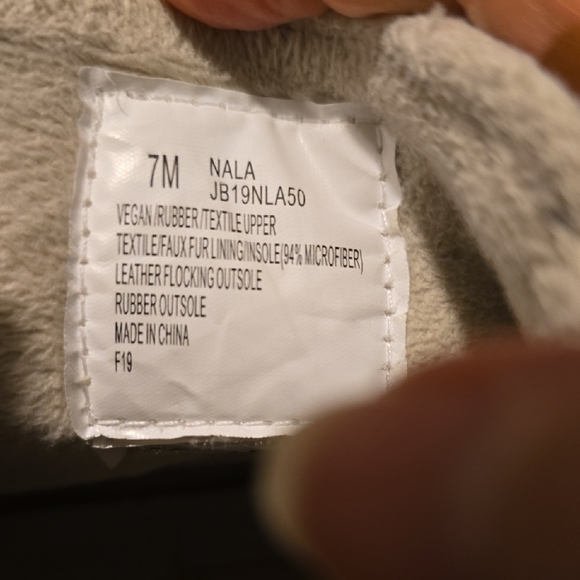 7M NALA
JB19NLA50
VEGAN/RUBBER/TEXTILE UPPER
TEXTILE/FAUX FUR LINING/INSOLE(94% MICROFIBER)
LEATHER FLOCKING OUTSOLE
RUBBER OUTSOLE
MADE IN CHINA
F19